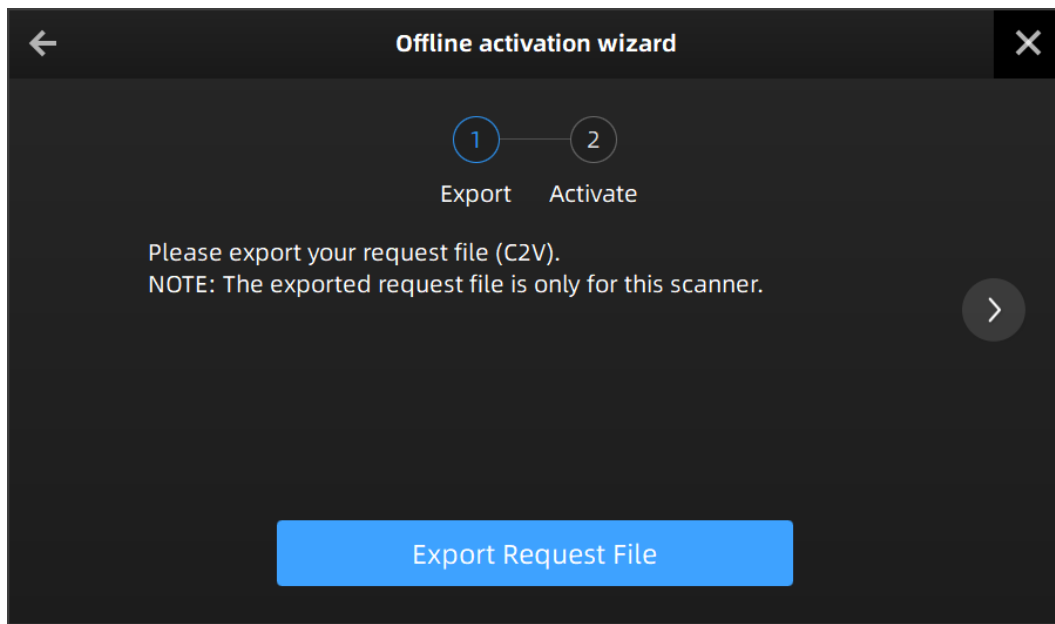 Offline activation wizard
1
2
Export
Activate
Please export your request file (C2V).
NOTE: The exported request file is only for this scanner.
Export Request File